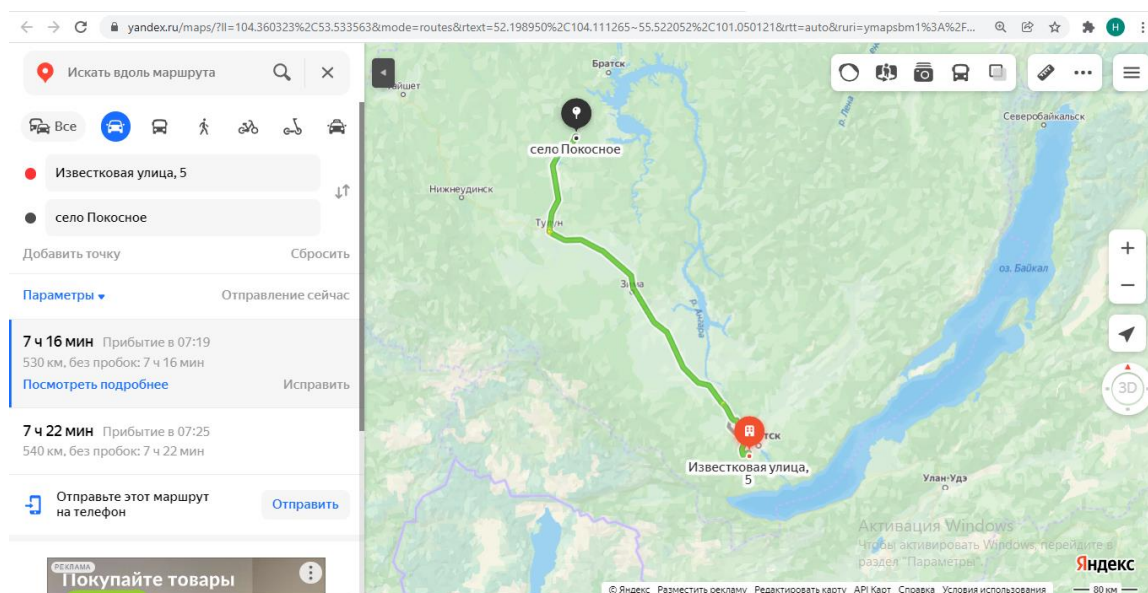 yandex.ru/maps/?ll=104.360323%2C53.533563&mode=routes&rtext=52.198950%2C104.111265~55.522052%2C101.050121&rtt=auto&ruri=ymapsbm1%3A%2F...
Н
Искать вдоль маршрута
Все
Известковая улица, 5
село Покосное
Добавить точку
Сбросить
Параметры
Отправление сейчас
7 ч 16 мин Прибытие в 07:19
530 км, без пробок: 7 ч 16 мин
Посмотреть подробнее
Исправить
7 ч 22 мин Прибытие в 07:25
540 км, без пробок: 7 ч 22 мин
Отправьте этот маршрут
на телефон
Отправить
РЕКЛАМА
Покупайте товары
Братск
село Покосное
Нижнеудинск
р. Лена
Северобайкальск
оз. Байкал
р. Ангара
Известковая улица,
5
Улан-Удэ
3D
Активация Windows
Чтобы активировать Windows, перейдите в
раздел "Параметры".
Яндекс
© Яндекс Разместить рекламу Редактировать карту API Карт Справка Условия использования
80 км